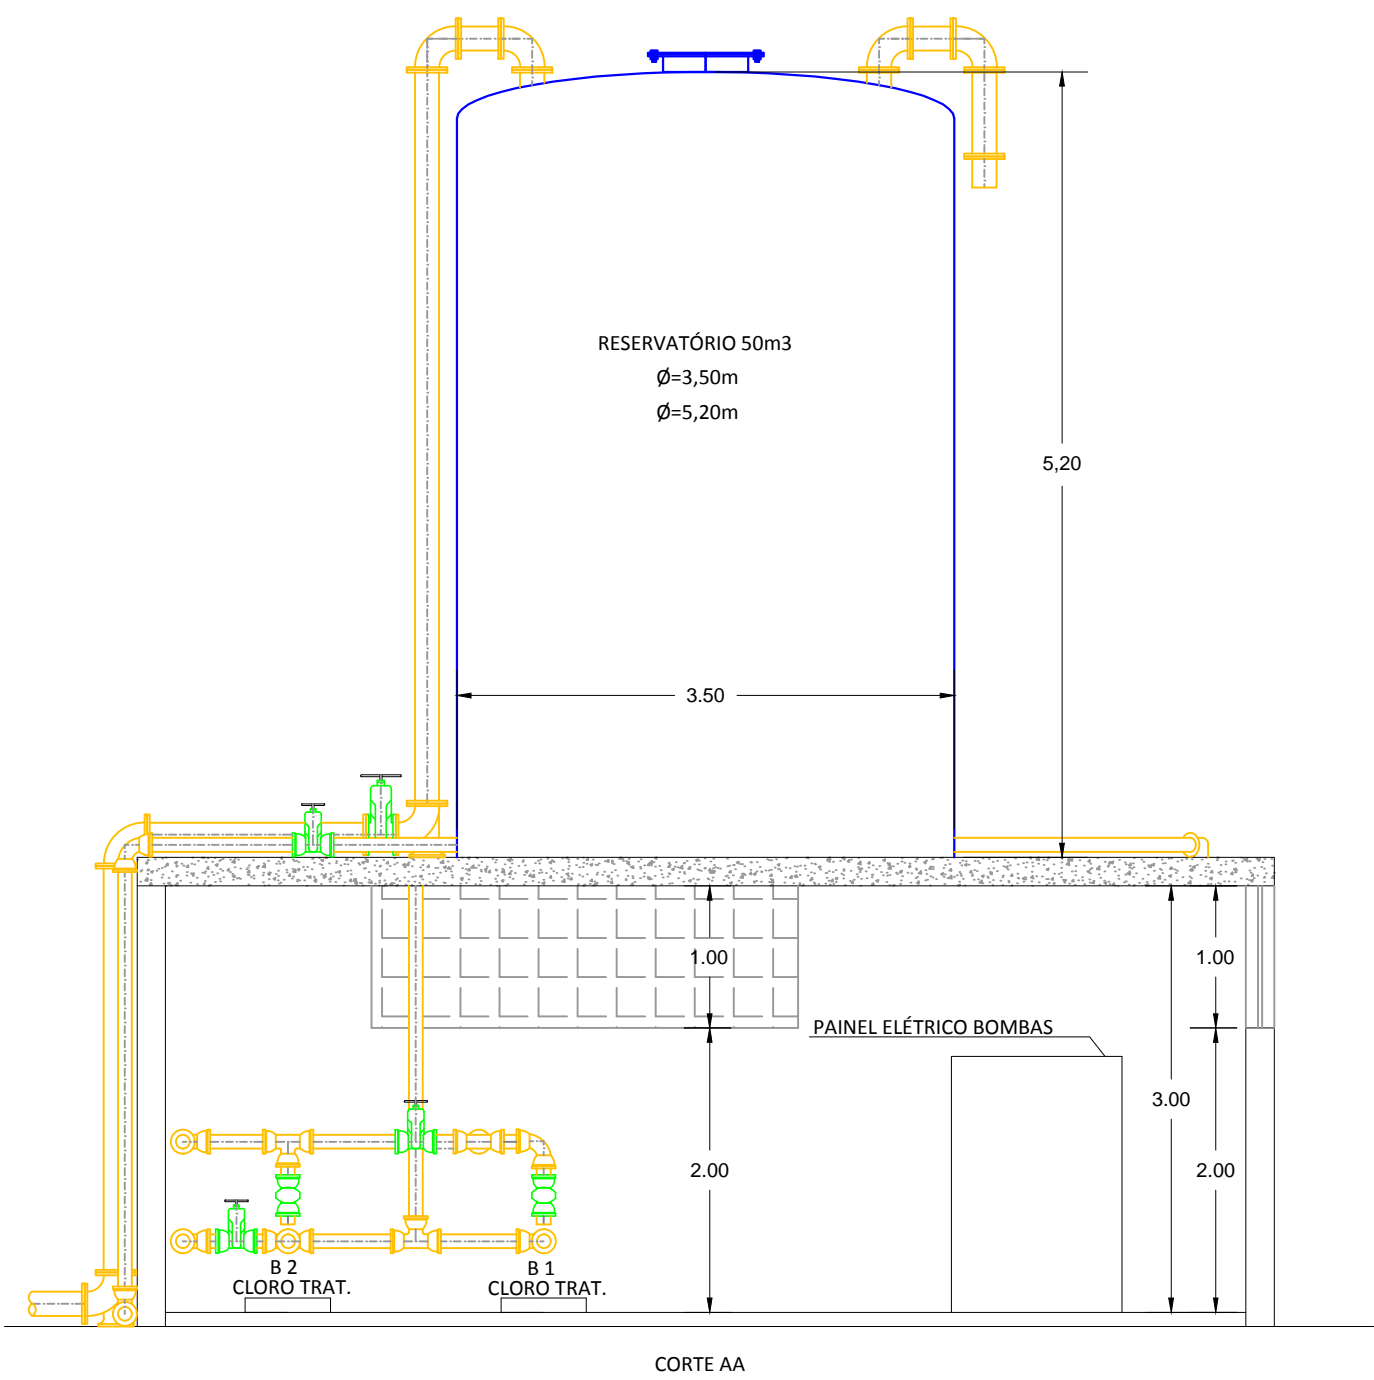 RESERVATÓRIO 50m3
Ø=3,50m
Ø=5,20m
5,20
3.50
1.00
1.00
PAINEL ELÉTRICO BOMBAS
3.00
2.00
2.00
B 2
CLORO TRAT.
B 1
CLORO TRAT.
CORTE AA